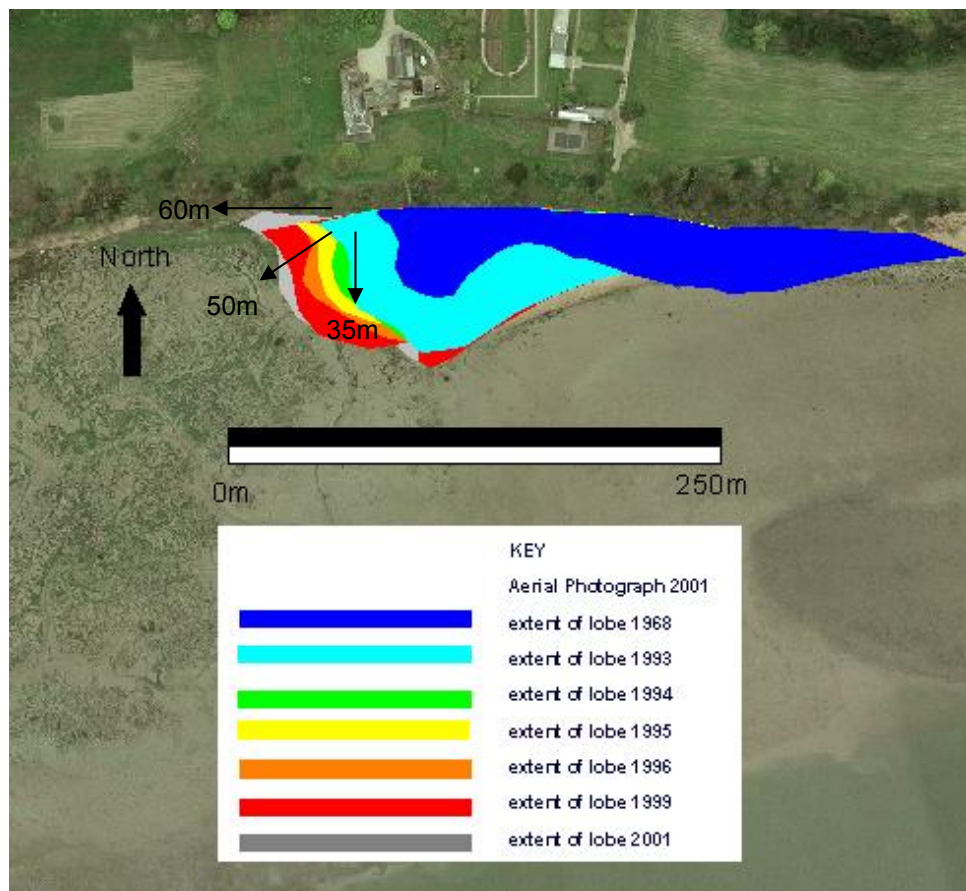 60m
North
50m
35m
0m
250m
KEY
Aerial Photograph 2001
extent of lobe 1968
extent of lobe 1993
extent of lobe 1994
extent of lobe 1995
extent of lobe 1996
extent of lobe 1999
extent of lobe 2001